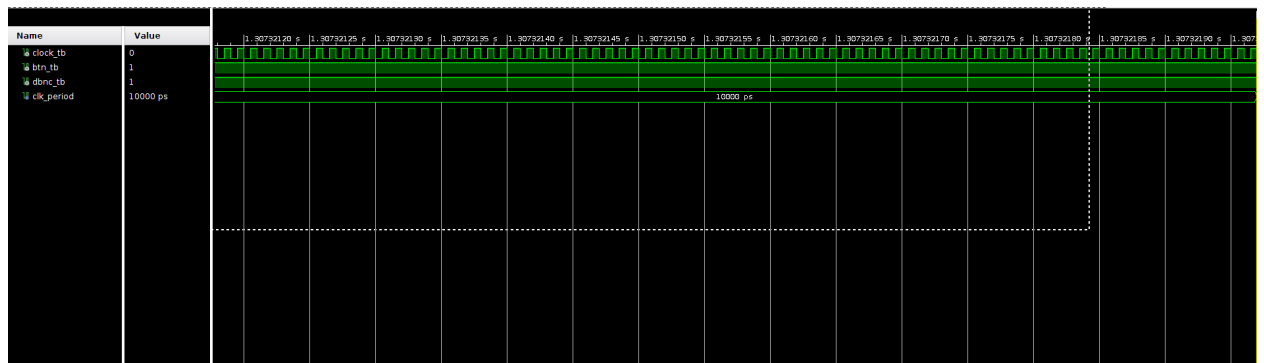 Name Value
1.30732120 s 1.30732125 s 1.30732130 s 1.30732135 s 1.30732140 s 1.30732145 s 1.30732150 s 1.30732155 s 1.30732160 s 1.30732165 s 1.30732170 s 1.30732175 s 1.30732180 s 1.30732185 s 1.30732190 s 1.307
clock_tb 0
btn_tb 1
dbnc_tb 1
clk_period 10000 ps 10000 ps